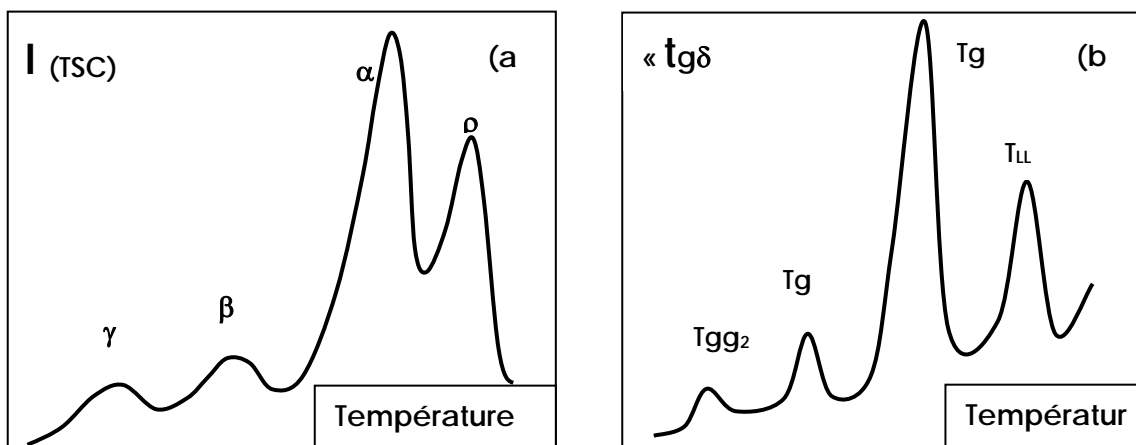 I (TSC)
(a
α
ρ
β
γ
Température
« tgδ
Tg
(b
TLL
Tg
Tgg₂
Températur